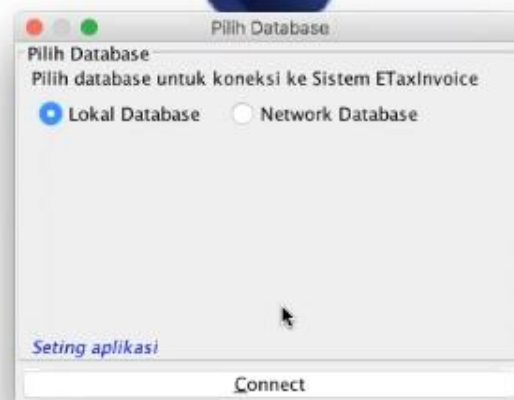 Pilih Database
Pilih Database
Pilih database untuk koneksi ke Sistem ETaxInvoice
Lokal Database Network Database
Seting aplikasi
Connect